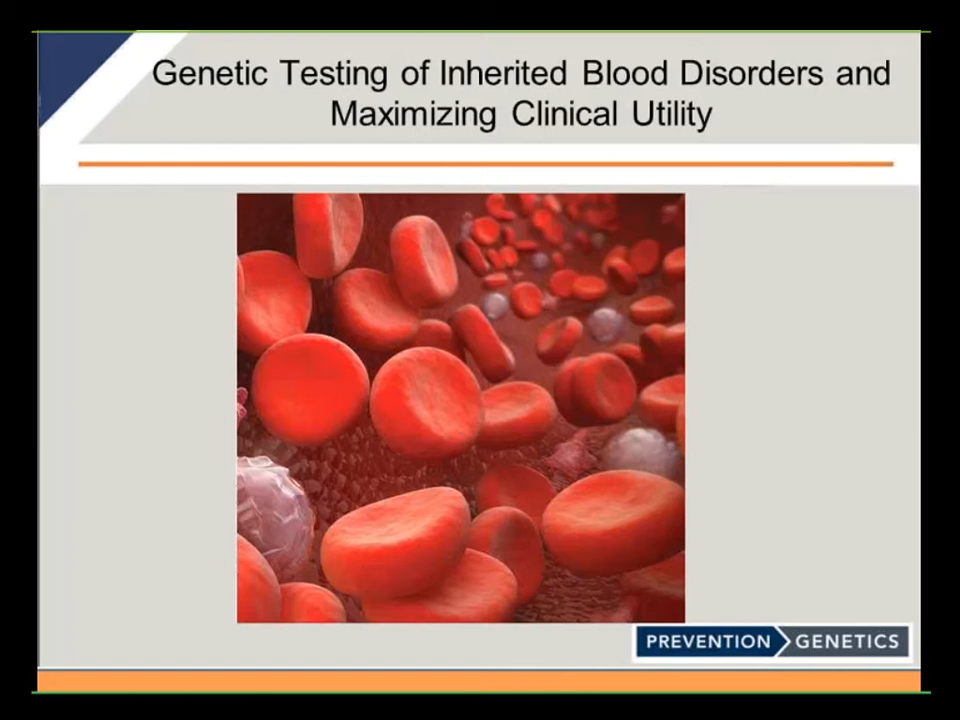 Genetic Testing of Inherited Blood Disorders and
Maximizing Clinical Utility
PREVENTION GENETICS